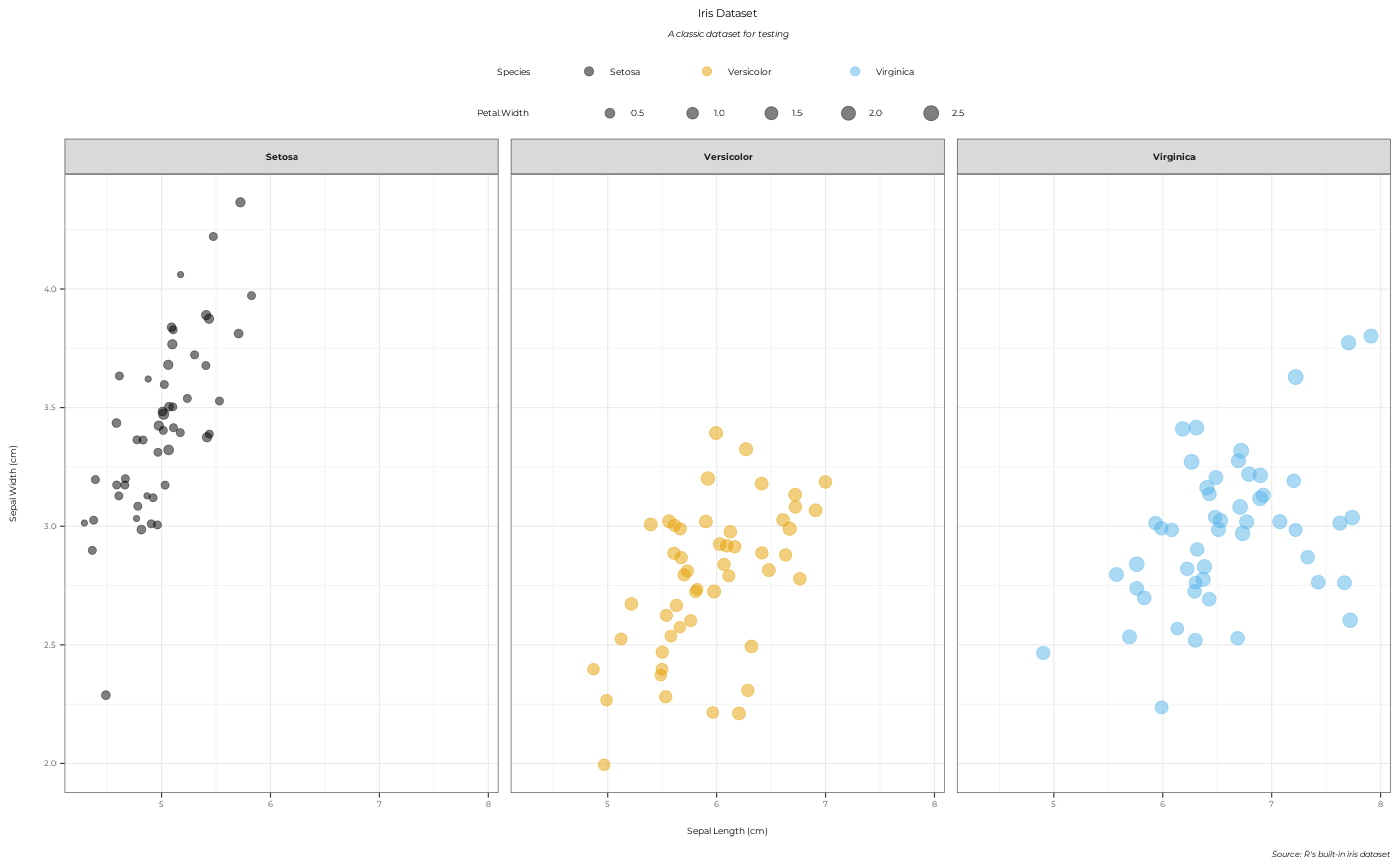 Iris Dataset
A classic dataset for testing
Species Setosa Versicolor Virginica
Petal.Width 0.5 1.0 1.5 2.0 2.5
Setosa Versicolor Virginica
4.0
3.5
3.0
2.5
2.0
Sepal.Width (cm)
5 6 7 8 5 6 7 8 5 6 7 8
Sepal.Length (cm)
Source: R's built-in iris dataset